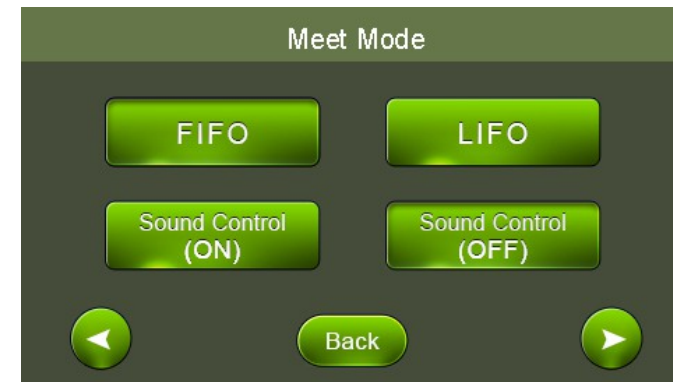 Meet Mode
FIFO
LIFO
Sound Control
(ON)
Sound Control
(OFF)
Back